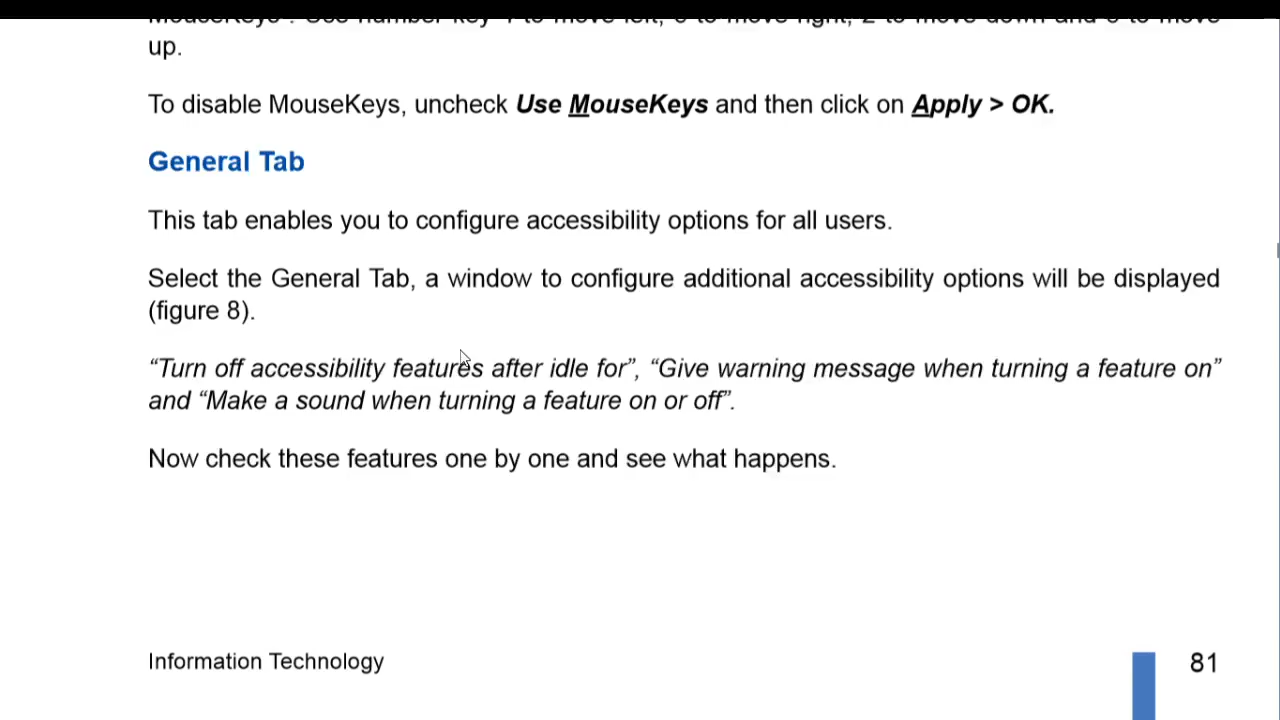 up.
To disable MouseKeys, uncheck Use MouseKeys and then click on Apply > OK.
General Tab
This tab enables you to configure accessibility options for all users.
Select the General Tab, a window to configure additional accessibility options will be displayed
(figure 8).
“Turn off accessibility features after idle for”, “Give warning message when turning a feature on”
and “Make a sound when turning a feature on or off”.
Now check these features one by one and see what happens.
Information Technology
81